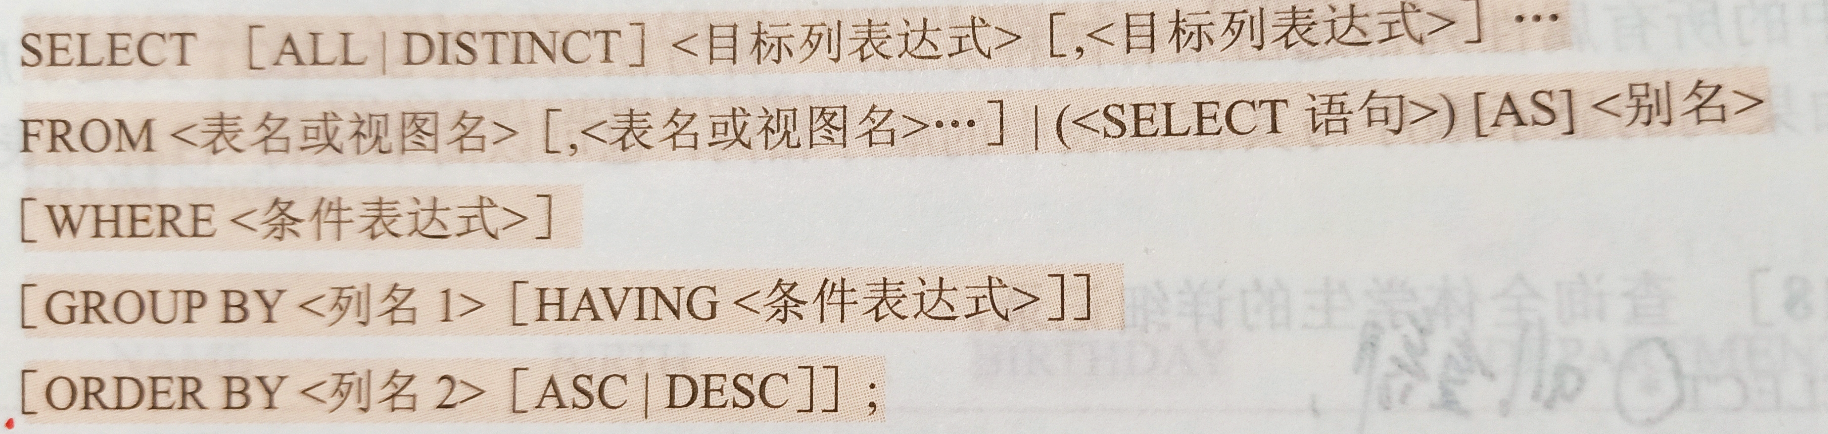 SELECT [ALL|DISTINCT] <目标列表达式> [,<目标列表达式>] …
FROM <表名或视图名> [,<表名或视图名>…] | (<SELECT 语句>) [AS] <别名>
[WHERE <条件表达式>]
[GROUP BY <列名 1> [HAVING <条件表达式>]]
[ORDER BY <列名 2> [ASC | DESC]] ;